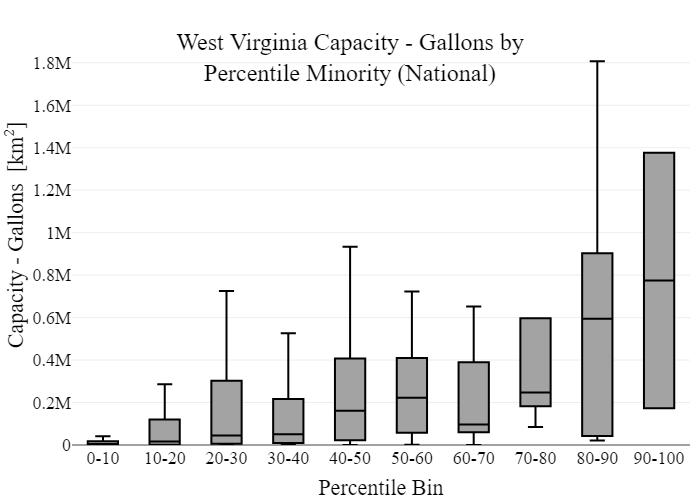 West Virginia Capacity - Gallons by
Percentile Minority (National)
Capacity - Gallons [km²]
1.8M
1.6M
1.4M
1.2M
1M
0.8M
0.6M
0.4M
0.2M
0
0-10 10-20 20-30 30-40 40-50 50-60 60-70 70-80 80-90 90-100
Percentile Bin